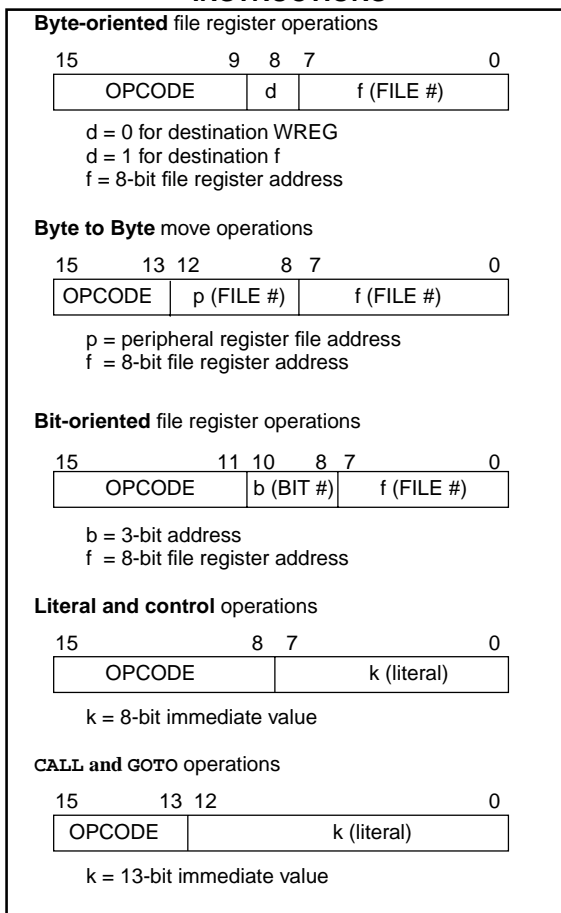 Byte-oriented file register operations
15 9 8 7 0
OPCODE d f (FILE #)
d = 0 for destination WREG
d = 1 for destination f
f = 8-bit file register address
Byte to Byte move operations
15 13 12 8 7 0
OPCODE p (FILE #) f (FILE #)
p = peripheral register file address
f = 8-bit file register address
Bit-oriented file register operations
15 11 10 8 7 0
OPCODE b (BIT #) f (FILE #)
b = 3-bit address
f = 8-bit file register address
Literal and control operations
15 8 7 0
OPCODE k (literal)
k = 8-bit immediate value
CALL and GOTO operations
15 13 12 0
OPCODE k (literal)
k = 13-bit immediate value